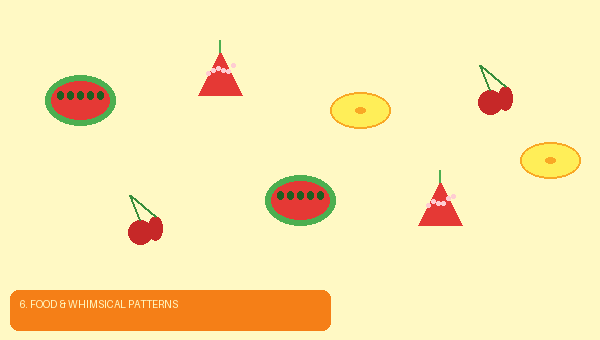 6. FOOD & WHIMSICAL PATTERNS